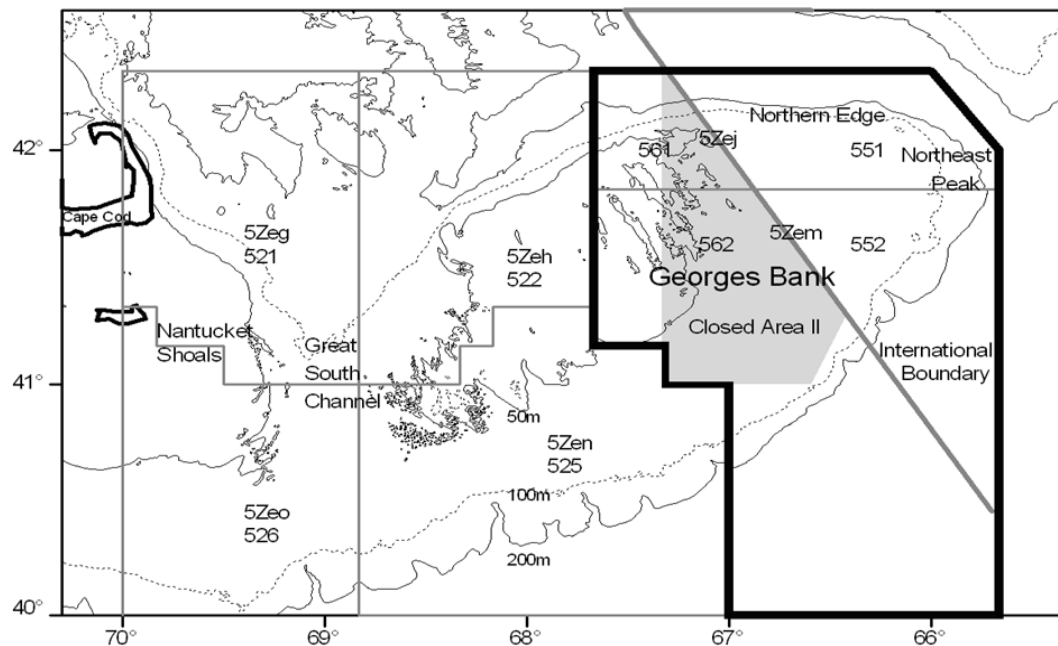 42°
41°
40°
70°
69°
68°
67°
66°
Cape Cod
5Zeg
521
5Zeh
522
Nantucket
Shoals
Great
South
Channel
5Zeo
526
5Zen
525
50m
100m
200m
Northern Edge
5Zej
561
551
Northeast
Peak
562
5Zem
552
Georges Bank
Closed Area II
International
Boundary